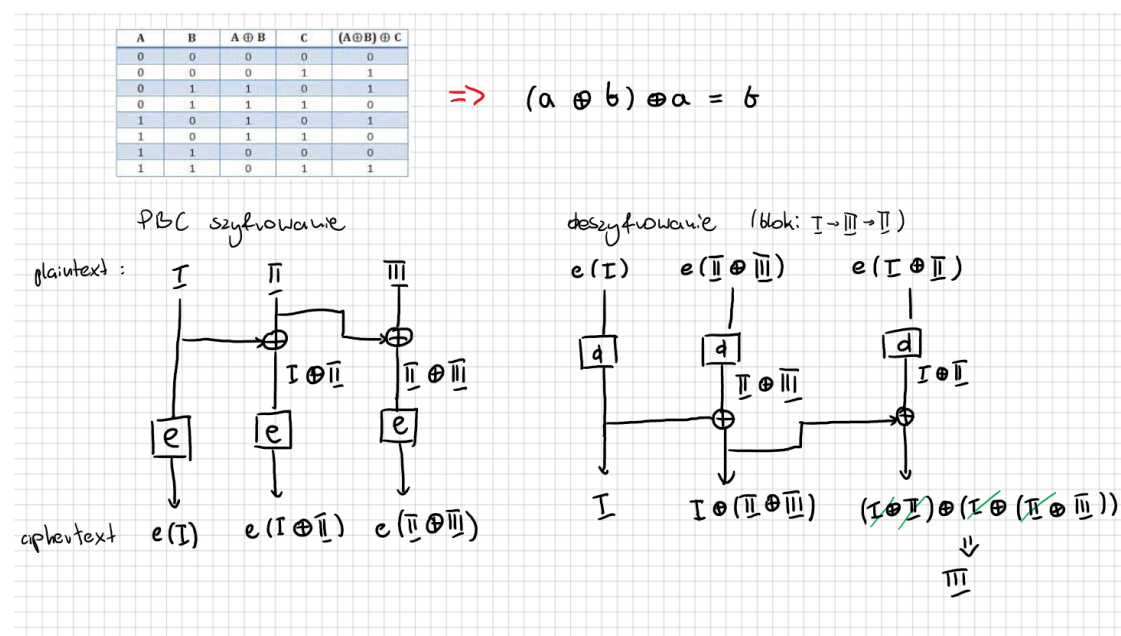 A B A ⊕ B C (A⊕B) ⊕ C
0 0 0 0 0
0 0 0 1 1
0 1 1 0 1
0 1 1 1 0
1 0 1 0 1
1 0 1 1 0
1 1 0 0 0
1 1 0 1 1
=> (a ⊕ b) ⊕ a = b
PBC szyfrowanie
plaintext : I II III
I ⊕ II II ⊕ III
e e e
ciphertext e(I) e(I ⊕ II) e(II ⊕ III)
deszyfrowanie (blok: I → III → II)
e(I) e(II ⊕ III) e(I ⊕ II)
d d d
II ⊕ III I ⊕ II
I I ⊕ (II ⊕ III) (I ⊕ II) ⊕ (I ⊕ (II ⊕ III))
III